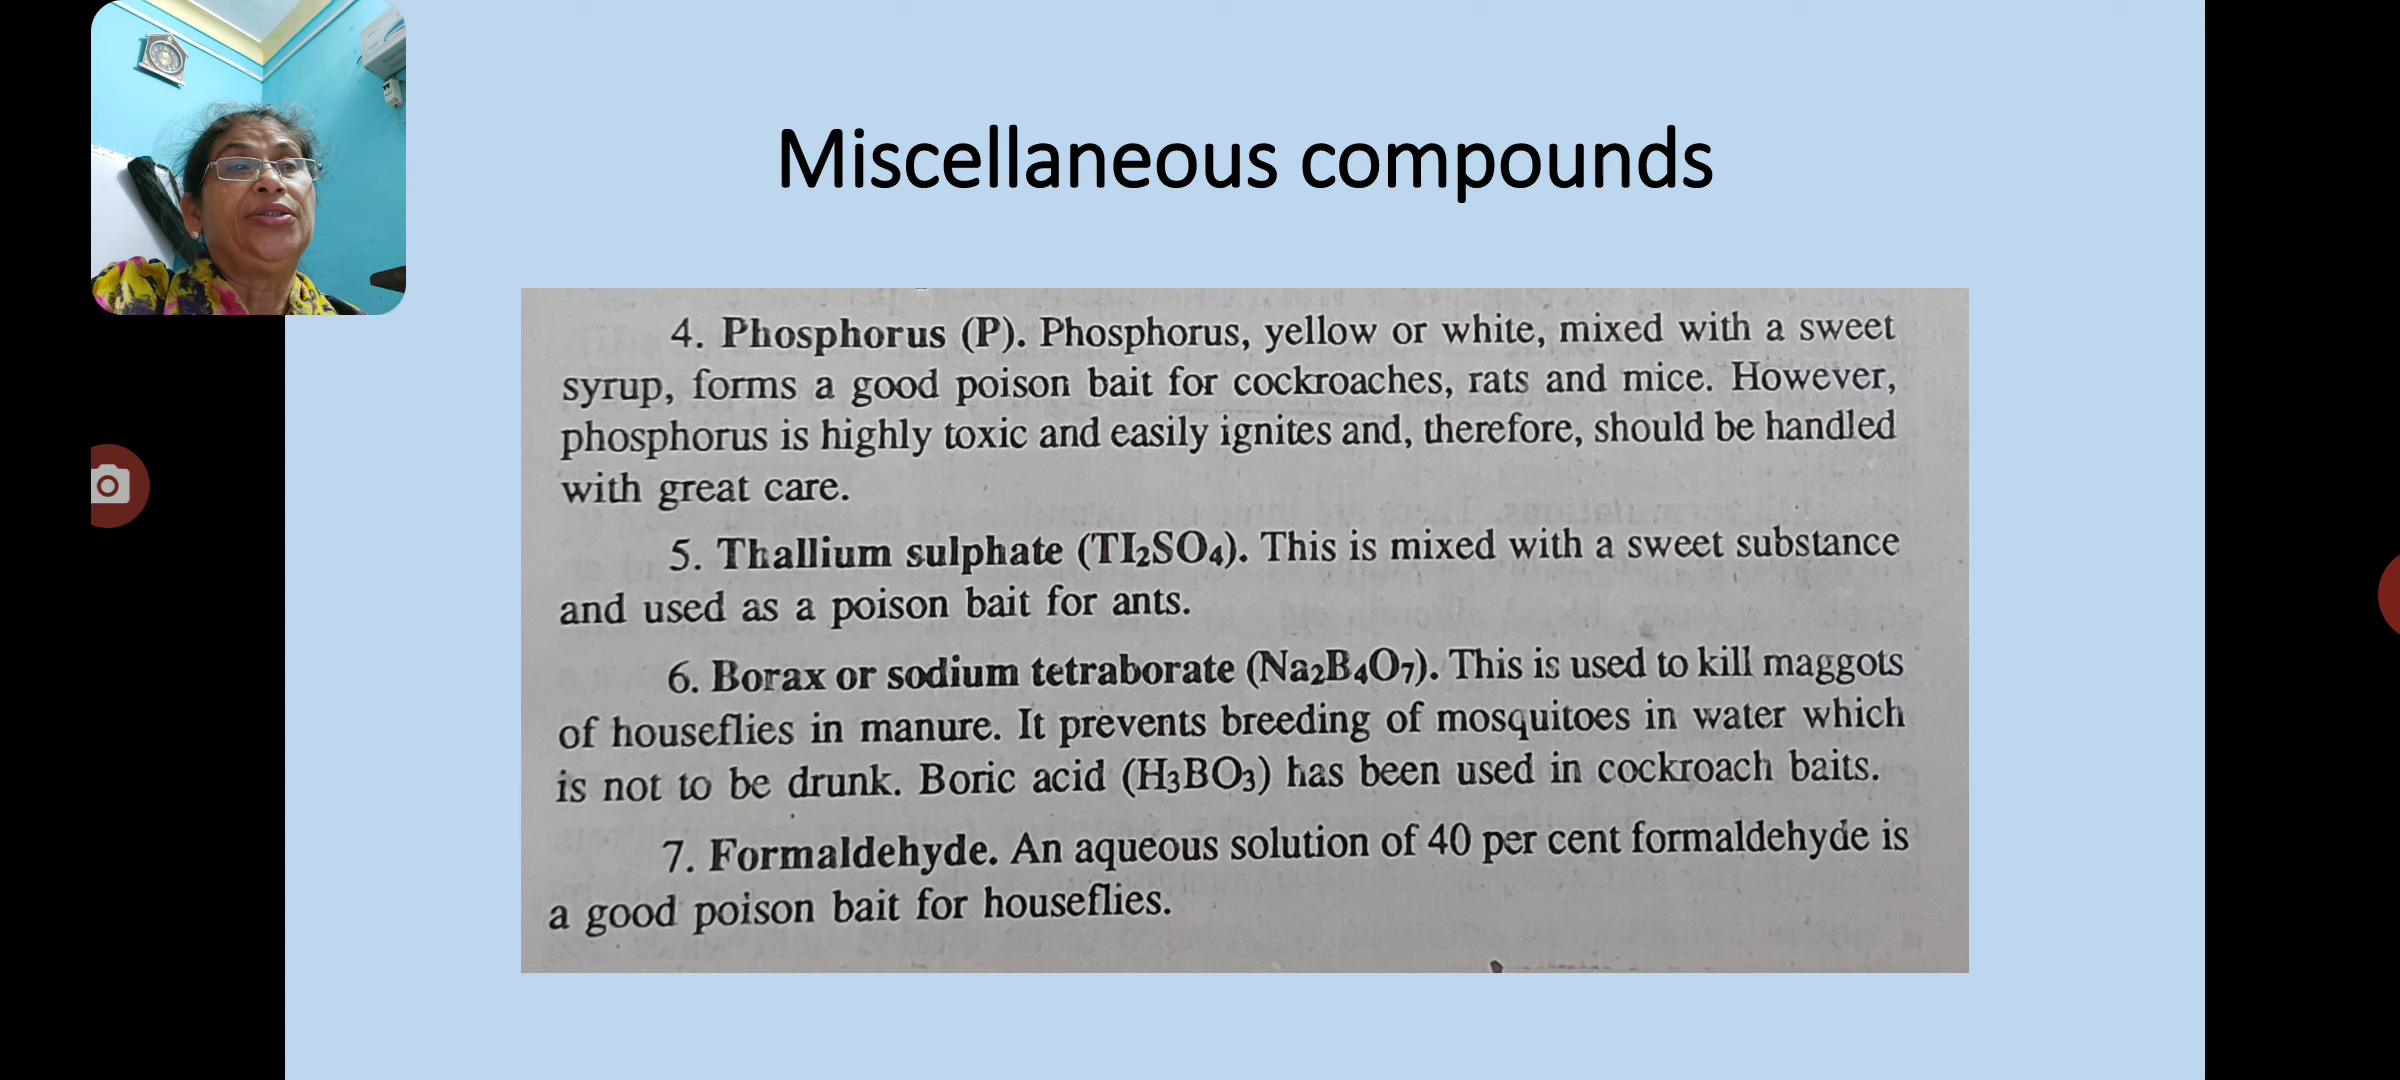 Miscellaneous compounds
4. Phosphorus (P). Phosphorus, yellow or white, mixed with a sweet
syrup, forms a good poison bait for cockroaches, rats and mice. However,
phosphorus is highly toxic and easily ignites and, therefore, should be handled
with great care.
5. Thallium sulphate (TI₂SO₄). This is mixed with a sweet substance
and used as a poison bait for ants.
6. Borax or sodium tetraborate (Na₂B₄O₇). This is used to kill maggots
of houseflies in manure. It prevents breeding of mosquitoes in water which
is not to be drunk. Boric acid (H₃BO₃) has been used in cockroach baits.
7. Formaldehyde. An aqueous solution of 40 per cent formaldehyde is
a good poison bait for houseflies.